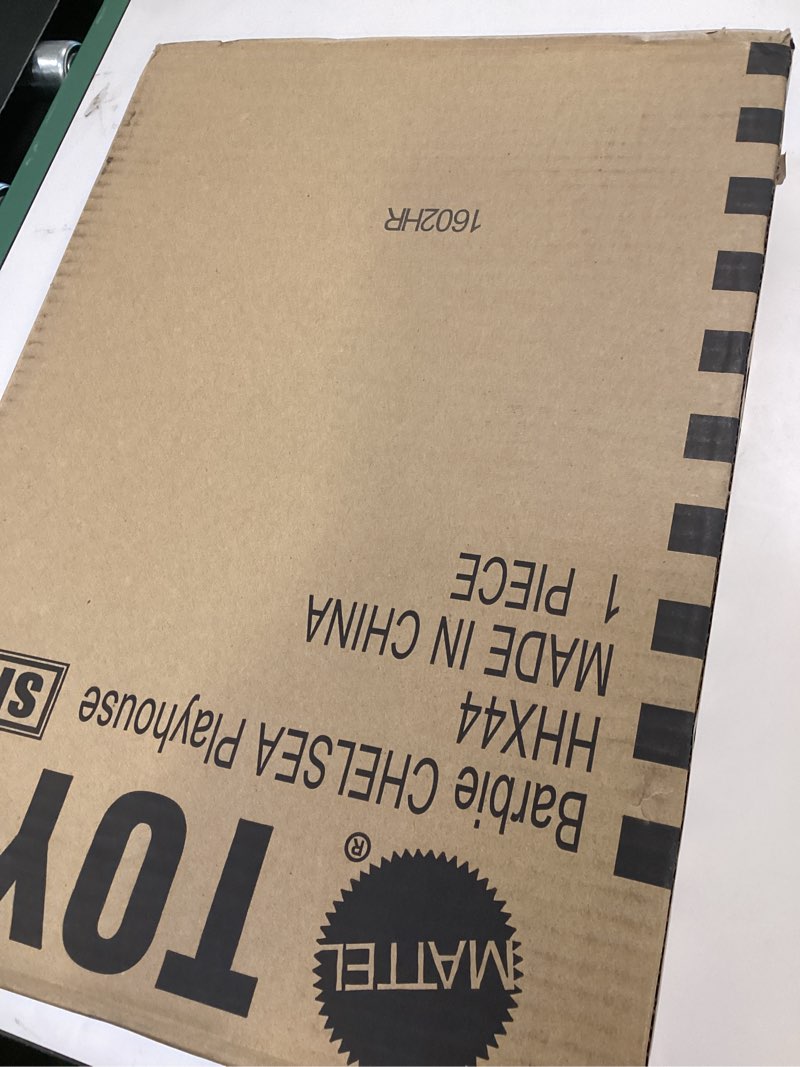 MATTEL
®
TOY
Barbie CHELSEA Playhouse
HHX44
MADE IN CHINA
1 PIECE
1602HR